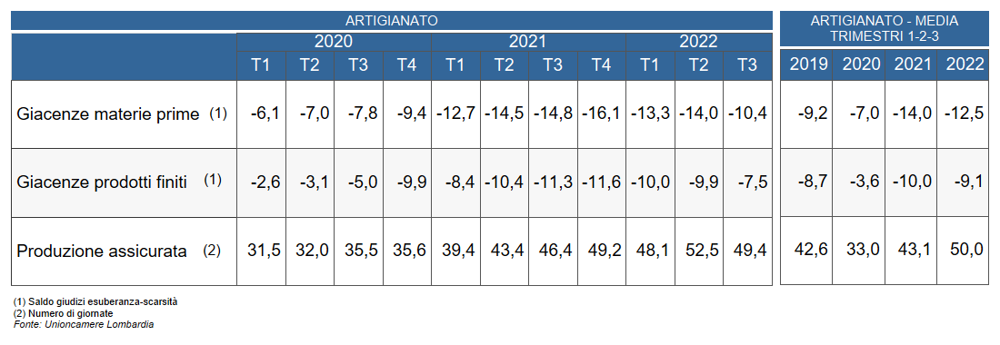 ARTIGIANATO
ARTIGIANATO - MEDIA
TRIMESTRI 1-2-3
2020 2021 2022
T1 T2 T3 T4 T1 T2 T3 T4 T1 T2 T3 2019 2020 2021 2022
Giacenze materie prime (1) -6,1 -7,0 -7,8 -9,4 -12,7 -14,5 -14,8 -16,1 -13,3 -14,0 -10,4 -9,2 -7,0 -14,0 -12,5
Giacenze prodotti finiti (1) -2,6 -3,1 -5,0 -9,9 -8,4 -10,4 -11,3 -11,6 -10,0 -9,9 -7,5 -8,7 -3,6 -10,0 -9,1
Produzione assicurata (2) 31,5 32,0 35,5 35,6 39,4 43,4 46,4 49,2 48,1 52,5 49,4 42,6 33,0 43,1 50,0
(1) Saldo giudizi esuberanza-scarsità
(2) Numero di giornate
Fonte: Unioncamere Lombardia